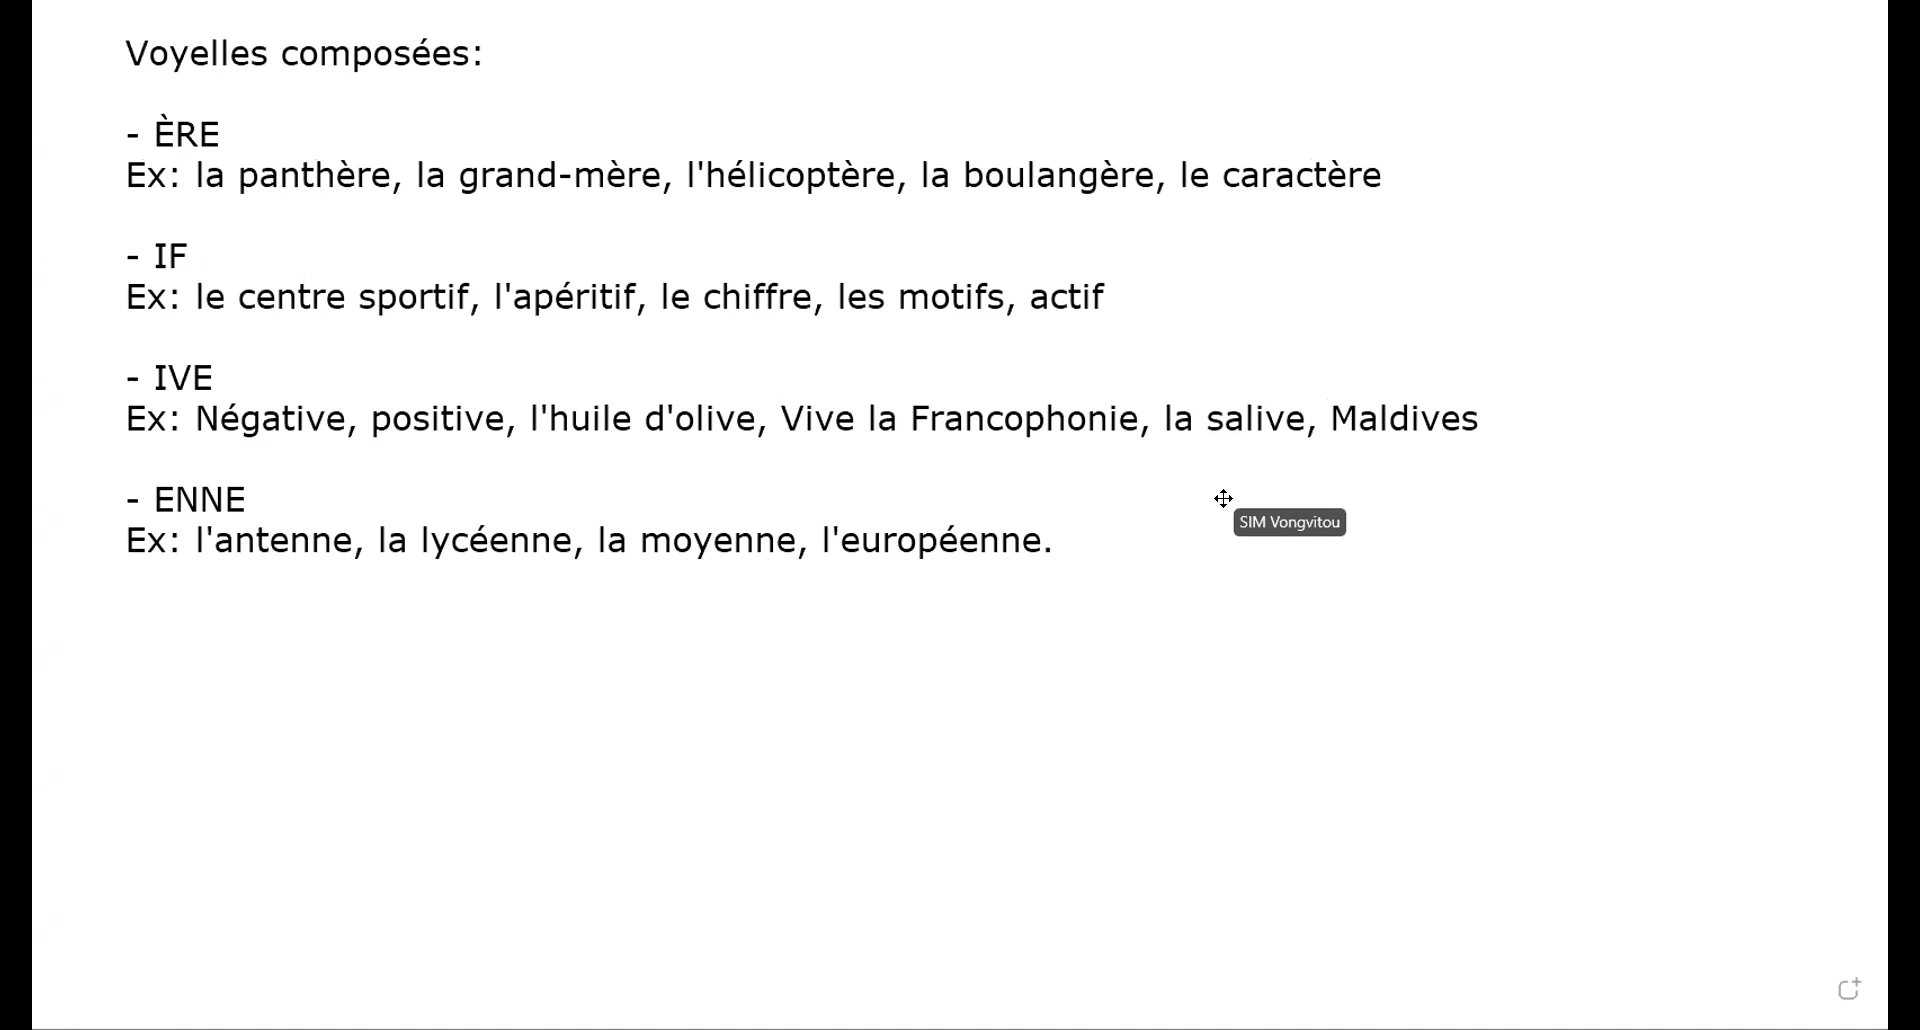 Voyelles composées:
- ÈRE
Ex: la panthère, la grand-mère, l'hélicoptère, la boulangère, le caractère
- IF
Ex: le centre sportif, l'apéritif, le chiffre, les motifs, actif
- IVE
Ex: Négative, positive, l'huile d'olive, Vive la Francophonie, la salive, Maldives
- ENNE
SIM Vongvitou
Ex: l'antenne, la lycéenne, la moyenne, l'européenne.